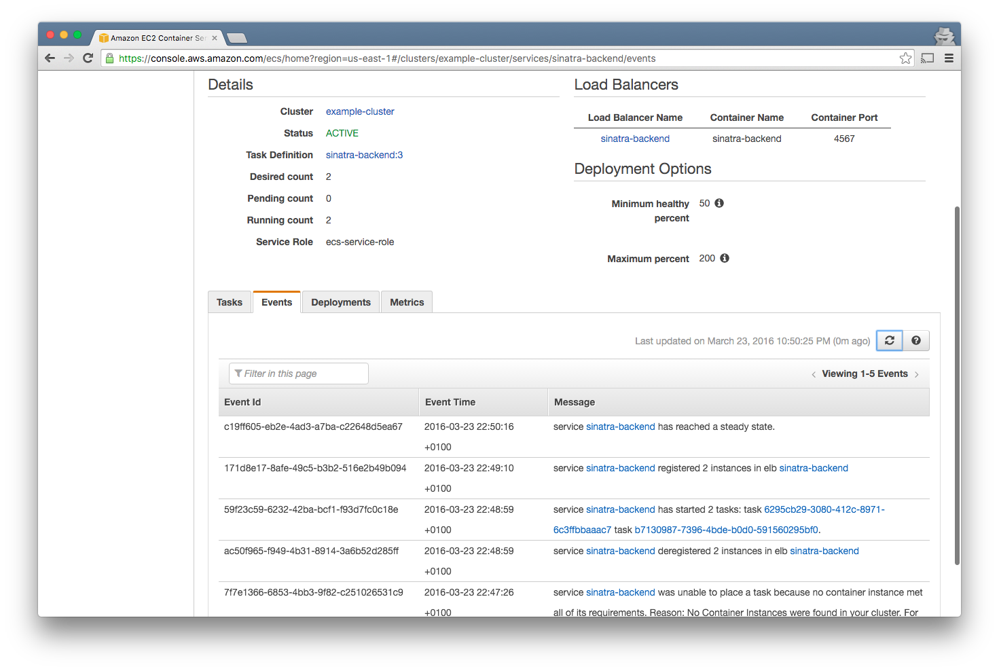 Amazon EC2 Container Ser
https://console.aws.amazon.com/ecs/home?region=us-east-1#/clusters/example-cluster/services/sinatra-backend/events
Details
Cluster example-cluster
Status ACTIVE
Task Definition sinatra-backend:3
Desired count 2
Pending count 0
Running count 2
Service Role ecs-service-role
Load Balancers
Load Balancer Name Container Name Container Port
sinatra-backend sinatra-backend 4567
Deployment Options
Minimum healthy 50
percent
Maximum percent 200
Tasks Events Deployments Metrics
Last updated on March 23, 2016 10:50:25 PM (0m ago)
Filter in this page
Viewing 1-5 Events
Event Id Event Time Message
c19ff605-eb2e-4ad3-a7ba-c22648d5ea67 2016-03-23 22:50:16 service sinatra-backend has reached a steady state.
+0100
171d8e17-8afe-49c5-b3b2-516e2b49b094 2016-03-23 22:49:10 service sinatra-backend registered 2 instances in elb sinatra-backend
+0100
59f23c59-6232-42ba-bcf1-f93d7fc0c18e 2016-03-23 22:48:59 service sinatra-backend has started 2 tasks: task 6295cb29-3080-412c-8971-
+0100 6c3ffbbaaac7 task b7130987-7396-4bde-b0d0-591560295bf0.
ac50f965-f949-4b31-8914-3a6b52d285ff 2016-03-23 22:48:59 service sinatra-backend deregistered 2 instances in elb sinatra-backend
+0100
7f7e1366-6853-4bb3-9f82-c251026531c9 2016-03-23 22:47:26 service sinatra-backend was unable to place a task because no container instance met
+0100 all of its requirements. Reason: No Container Instances were found in your cluster. For